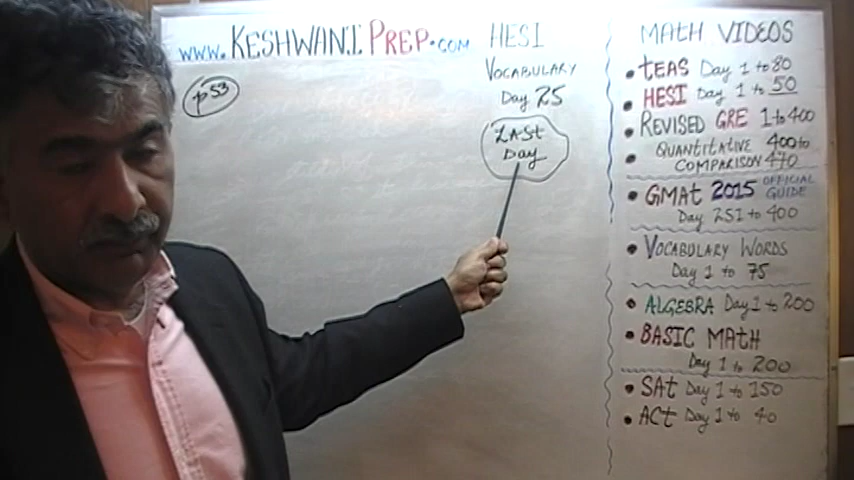 www.KESHWANI PREP.COM
p53
HESI
VOCABULARY
Day 25
LAST
Day
MATH VIDEOS
• TEAS Day 1 to 80
• HESI Day 1 to 50
• REVISED GRE 1 to 400
• QUANTITATIVE 400 to
COMPARISON 470
• GMAT 2015 OFFICIAL GUIDE
Day 251 to 400
• VOCABULARY WORDS
Day 1 to 75
• ALGEBRA Day 1 to 200
• BASIC MATH
Day 1 to 200
• SAT Day 1 to 150
• ACT Day 1 to 40